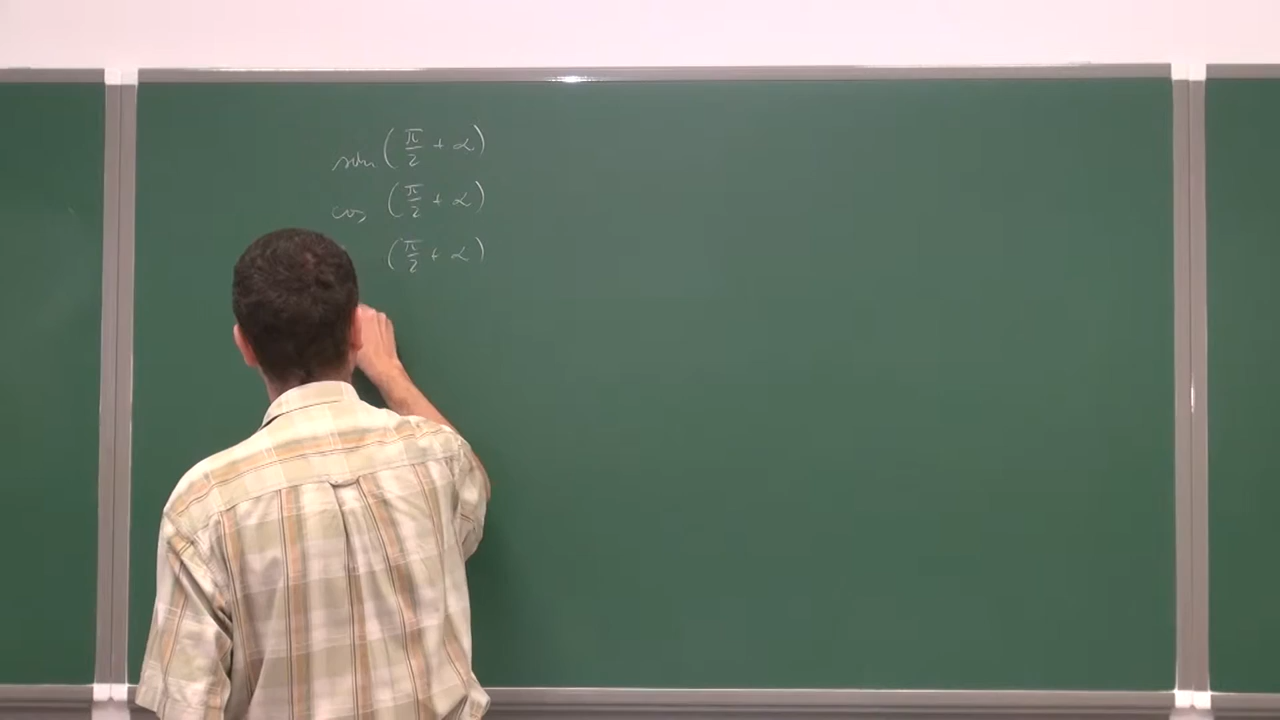 sin (π/2 + α)
cos (π/2 + α)
(π/2 + α)